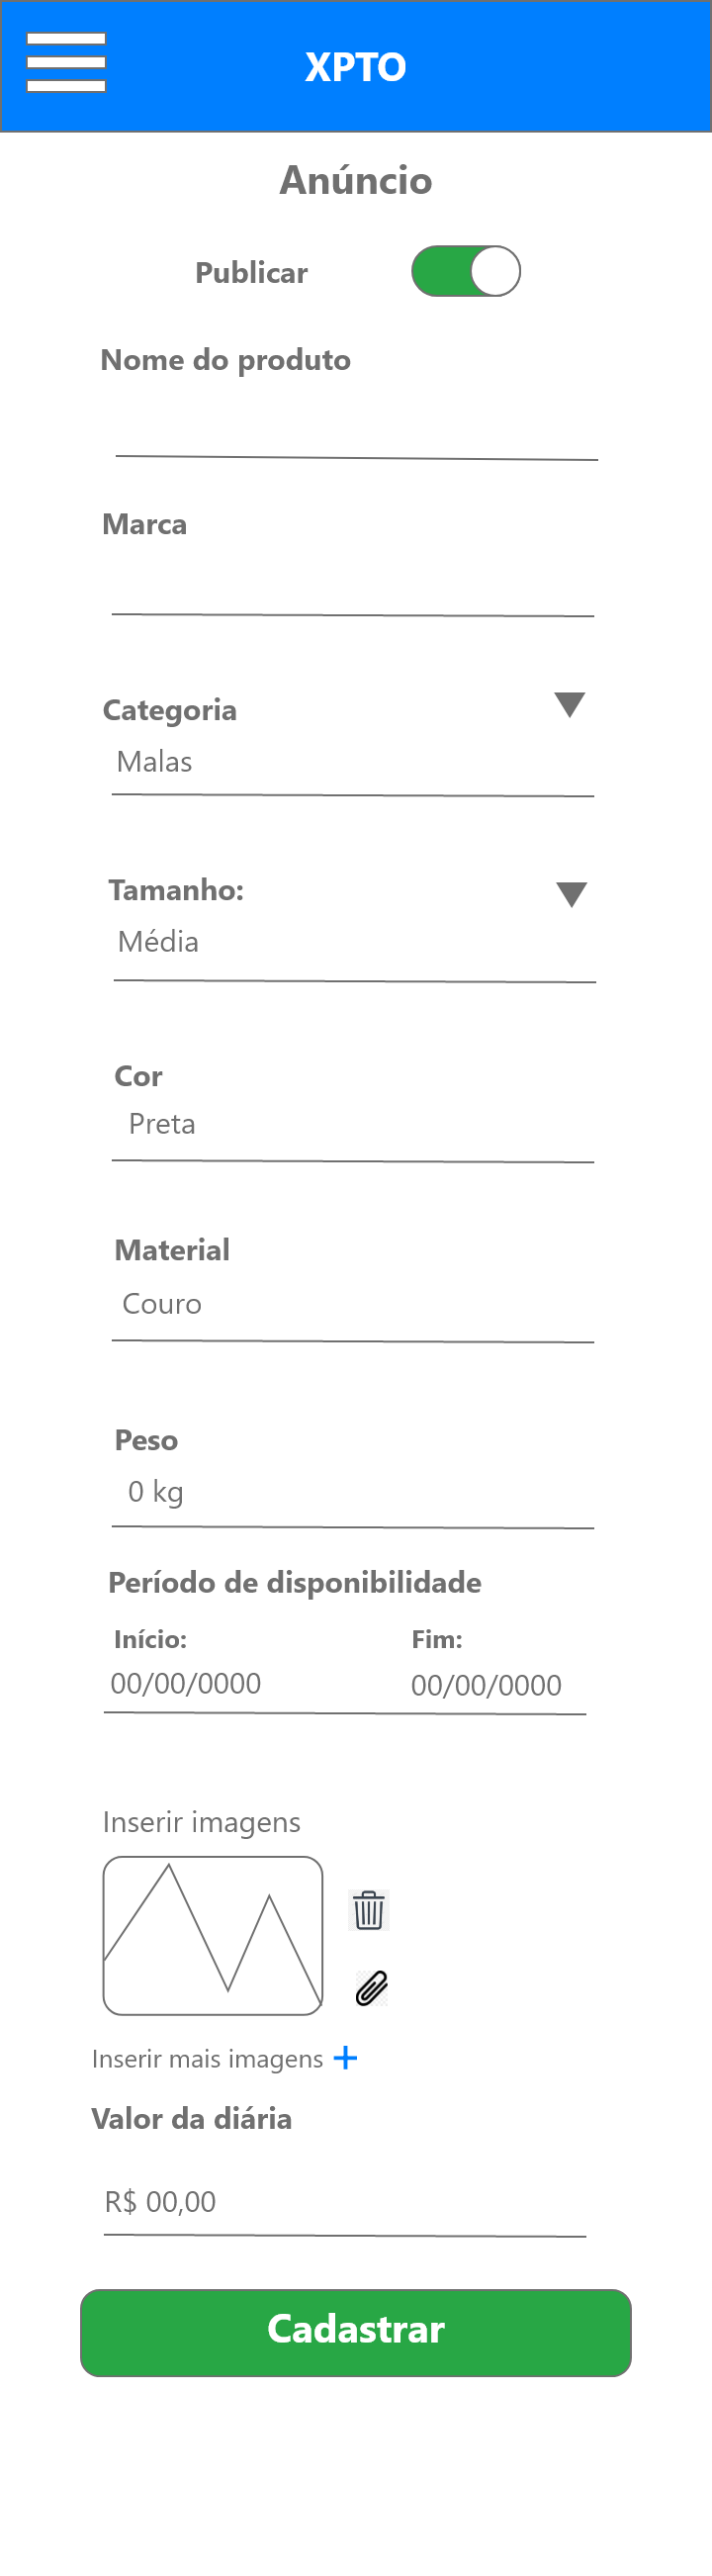 XPTO
Anúncio
Publicar
Nome do produto
Marca
Categoria
Malas
Tamanho:
Média
Cor
Preta
Material
Couro
Peso
0 kg
Período de disponibilidade
Início: Fim:
00/00/0000 00/00/0000
Inserir imagens
Inserir mais imagens +
Valor da diária
R$ 00,00
Cadastrar